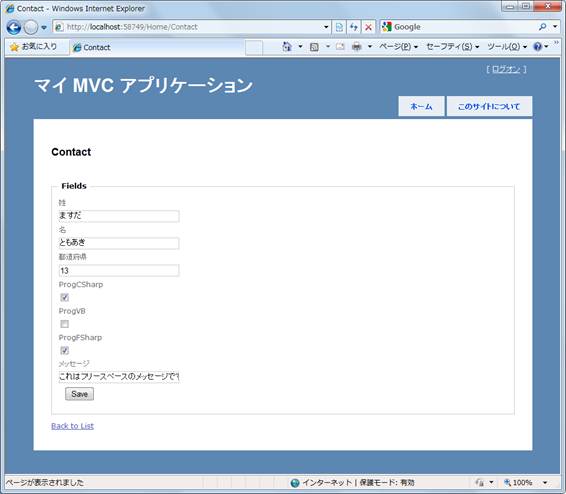 Contact - Windows Internet Explorer
http://localhost:58749/Home/Contact
Google
お気に入り
Contact
ページ(P)
セーフティ(S)
ツール(O)
[ ログオン ]
マイ MVC アプリケーション
ホーム
このサイトについて
Contact
Fields
姓
ますだ
名
ともあき
都道府県
13
ProgCSharp
ProgVB
ProgFSharp
メッセージ
これはフリースペースのメッセージで
Save
Back to List
ページが表示されました
インターネット | 保護モード: 有効
100%